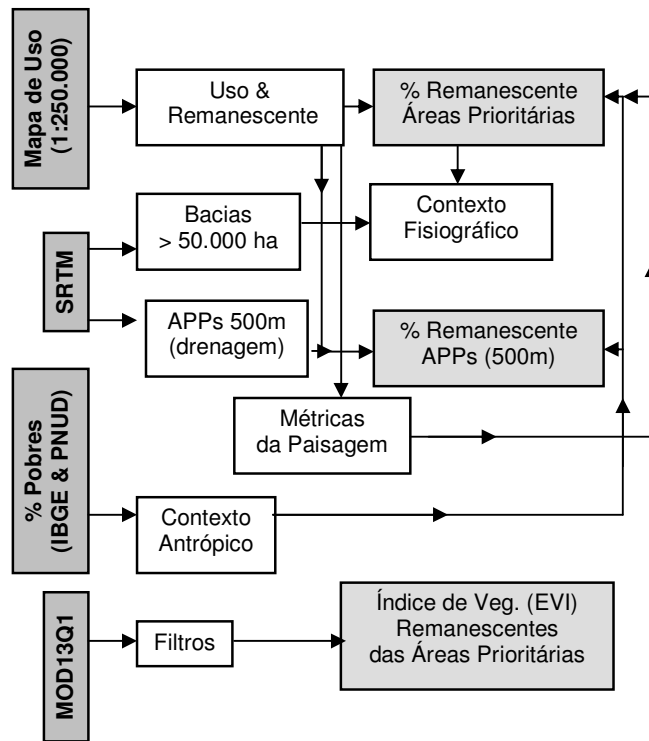 Mapa de Uso
(1:250.000)
Uso &
Remanescente
% Remanescente
Áreas Prioritárias
SRTM
Bacias
> 50.000 ha
Contexto
Fisiográfico
APPs 500m
(drenagem)
% Remanescente
APPs (500m)
Métricas
da Paisagem
% Pobres
(IBGE & PNUD)
Contexto
Antrópico
MOD13Q1
Filtros
Índice de Veg. (EVI)
Remanescentes
das Áreas Prioritárias